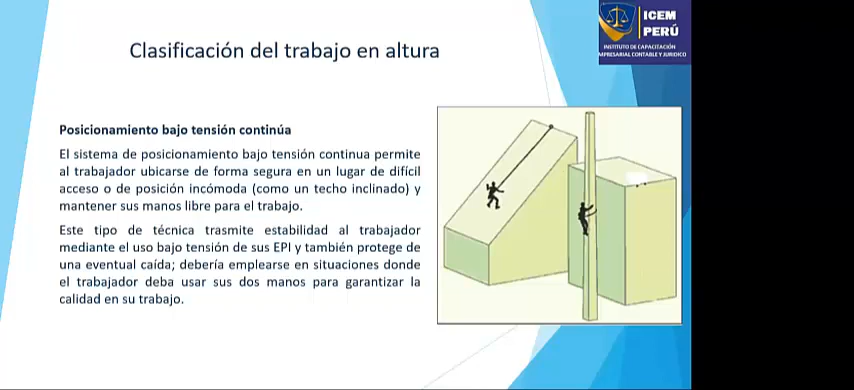 Clasificación del trabajo en altura
ICEM
PERÚ
INSTITUTO DE CAPACITACIÓN
EMPRESARIAL CONTABLE Y JURIDICO
Posicionamiento bajo tensión continúa
El sistema de posicionamiento bajo tensión continua permite
al trabajador ubicarse de forma segura en un lugar de difícil
acceso o de posición incómoda (como un techo inclinado) y
mantener sus manos libre para el trabajo.
Este tipo de técnica trasmite estabilidad al trabajador
mediante el uso bajo tensión de sus EPI y también protege de
una eventual caída; debería emplearse en situaciones donde
el trabajador deba usar sus dos manos para garantizar la
calidad en su trabajo.